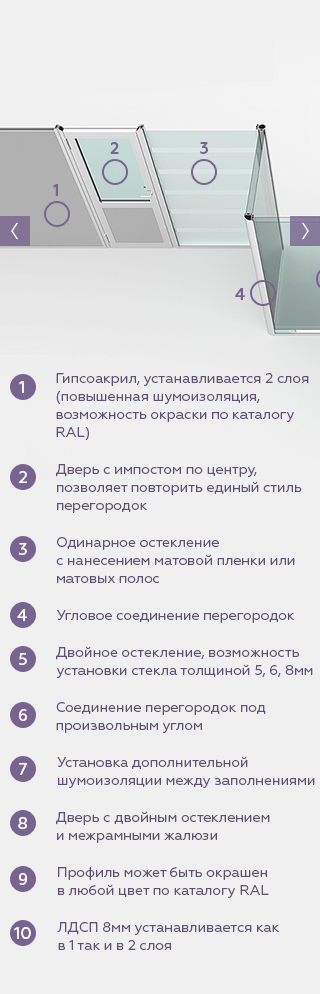 2
3
1
4
1 Гипсоакрил, устанавливается 2 слоя
(повышенная шумоизоляция,
возможность окраски по каталогу
RAL)
2 Дверь с импостом по центру,
позволяет повторить единый стиль
перегородок
3 Одинарное остекление
с нанесением матовой пленки или
матовых полос
4 Угловое соединение перегородок
5 Двойное остекление, возможность
установки стекла толщиной 5, 6, 8мм
6 Соединение перегородок под
произвольным углом
7 Установка дополнительной
шумоизоляции между заполнениями
8 Дверь с двойным остеклением
и межрамными жалюзи
9 Профиль может быть окрашен
в любой цвет по каталогу RAL
10 ЛДСП 8мм устанавливается как
в 1 так и в 2 слоя